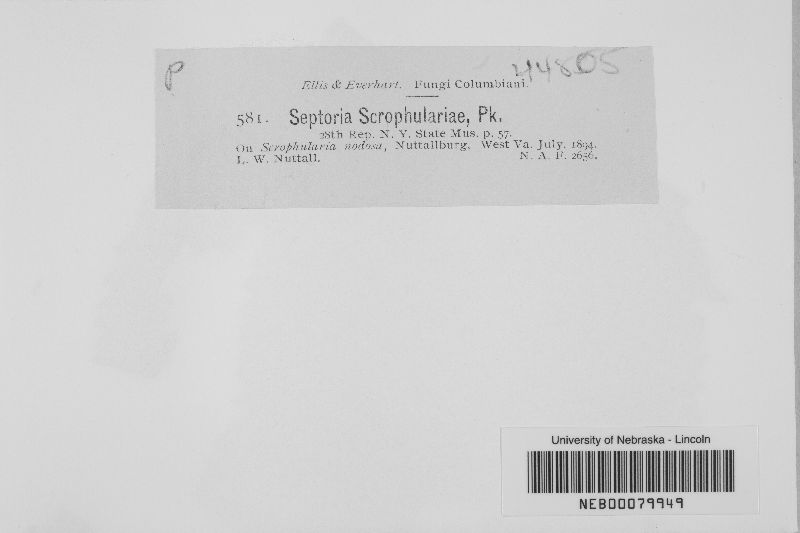 P
44805
Ellis & Everhart. Fungi Columbiani.
581. Septoria Scrophulariae, Pk.
28th Rep. N. Y. State Mus. p. 57.
On Scrophularia nodosa, Nuttallburg, West Va. July, 1894.
L. W. Nuttall. N. A. F. 2656.
University of Nebraska - Lincoln
NEB00079949